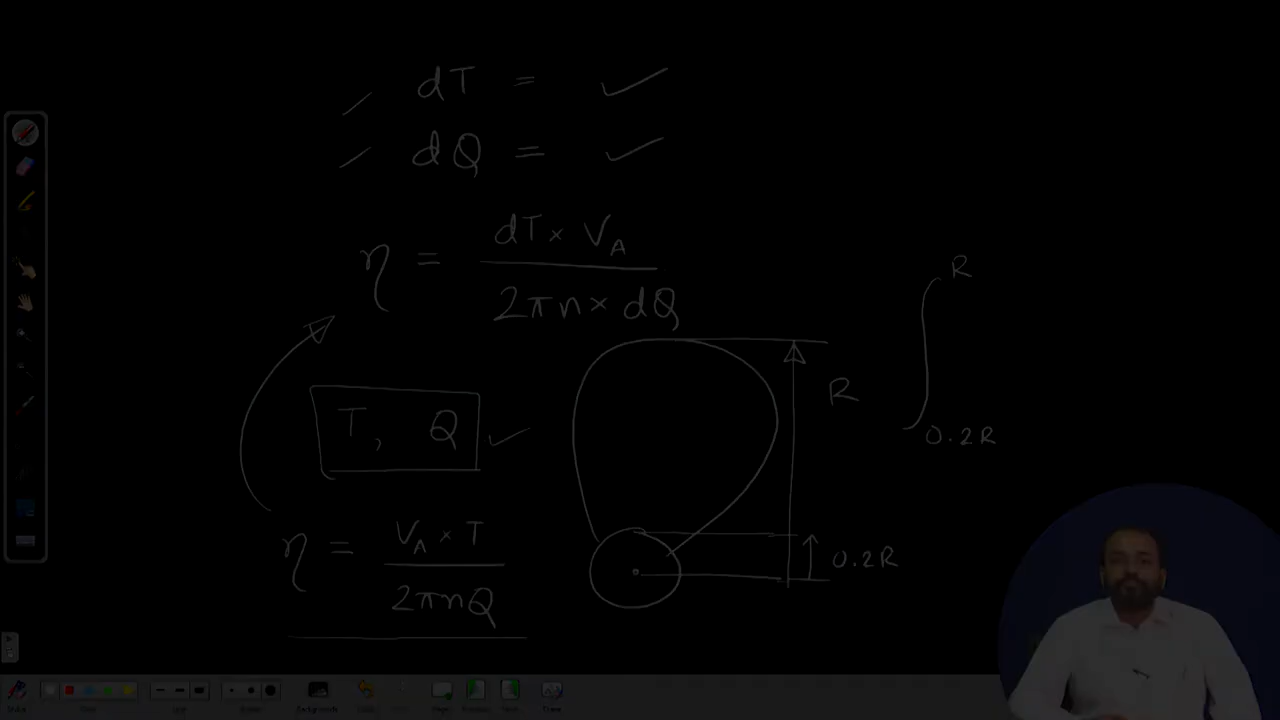 dT = ✓
dQ = ✓
η = dT × V_A / 2πn × dQ
R
R
0.2R
T, Q ✓
η = V_A × T / 2πnQ
0.2R